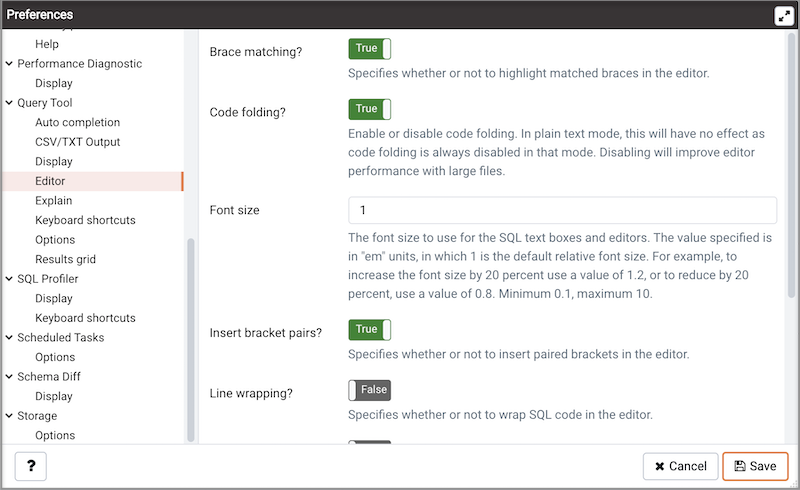 Preferences
Help
Performance Diagnostic
Display
Query Tool
Auto completion
CSV/TXT Output
Display
Editor
Explain
Keyboard shortcuts
Options
Results grid
SQL Profiler
Display
Keyboard shortcuts
Scheduled Tasks
Options
Schema Diff
Display
Storage
Options
Brace matching?
True
Specifies whether or not to highlight matched braces in the editor.
Code folding?
True
Enable or disable code folding. In plain text mode, this will have no effect as
code folding is always disabled in that mode. Disabling will improve editor
performance with large files.
Font size
1
The font size to use for the SQL text boxes and editors. The value specified is
in "em" units, in which 1 is the default relative font size. For example, to
increase the font size by 20 percent use a value of 1.2, or to reduce by 20
percent, use a value of 0.8. Minimum 0.1, maximum 10.
Insert bracket pairs?
True
Specifies whether or not to insert paired brackets in the editor.
Line wrapping?
False
Specifies whether or not to wrap SQL code in the editor.
?
Cancel
Save